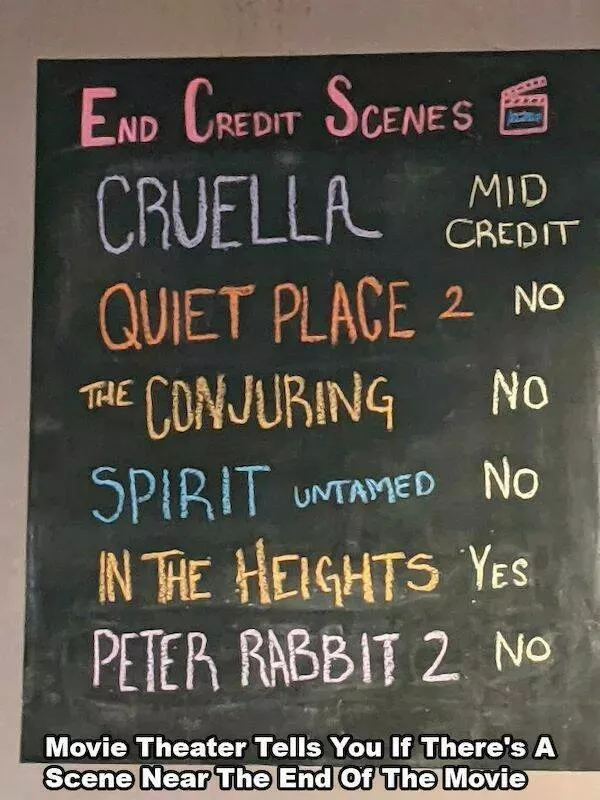 END CREDIT SCENES
CRUELLA MID CREDIT
QUIET PLACE 2 NO
THE CONJURING NO
SPIRIT UNTAMED NO
IN THE HEIGHTS YES
PETER RABBIT 2 NO
Movie Theater Tells You If There's A
Scene Near The End Of The Movie